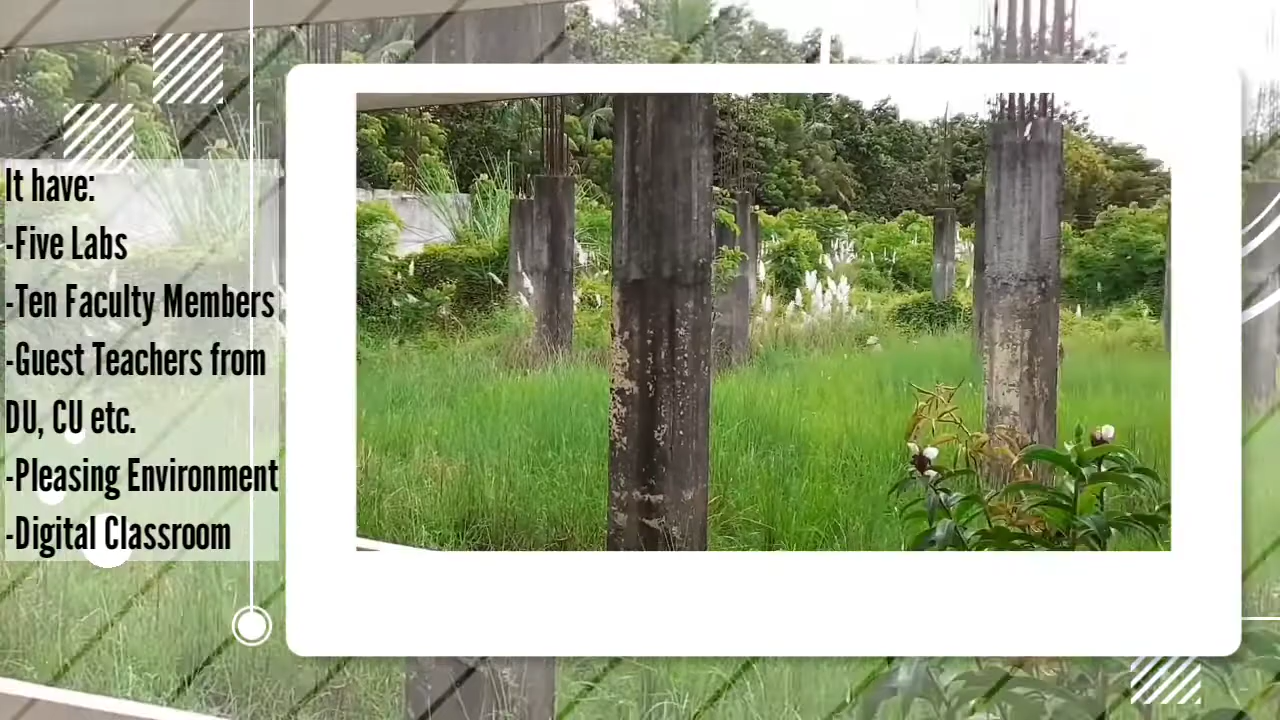 It have:
-Five Labs
-Ten Faculty Members
-Guest Teachers from
DU, CU etc.
-Pleasing Environment
-Digital Classroom